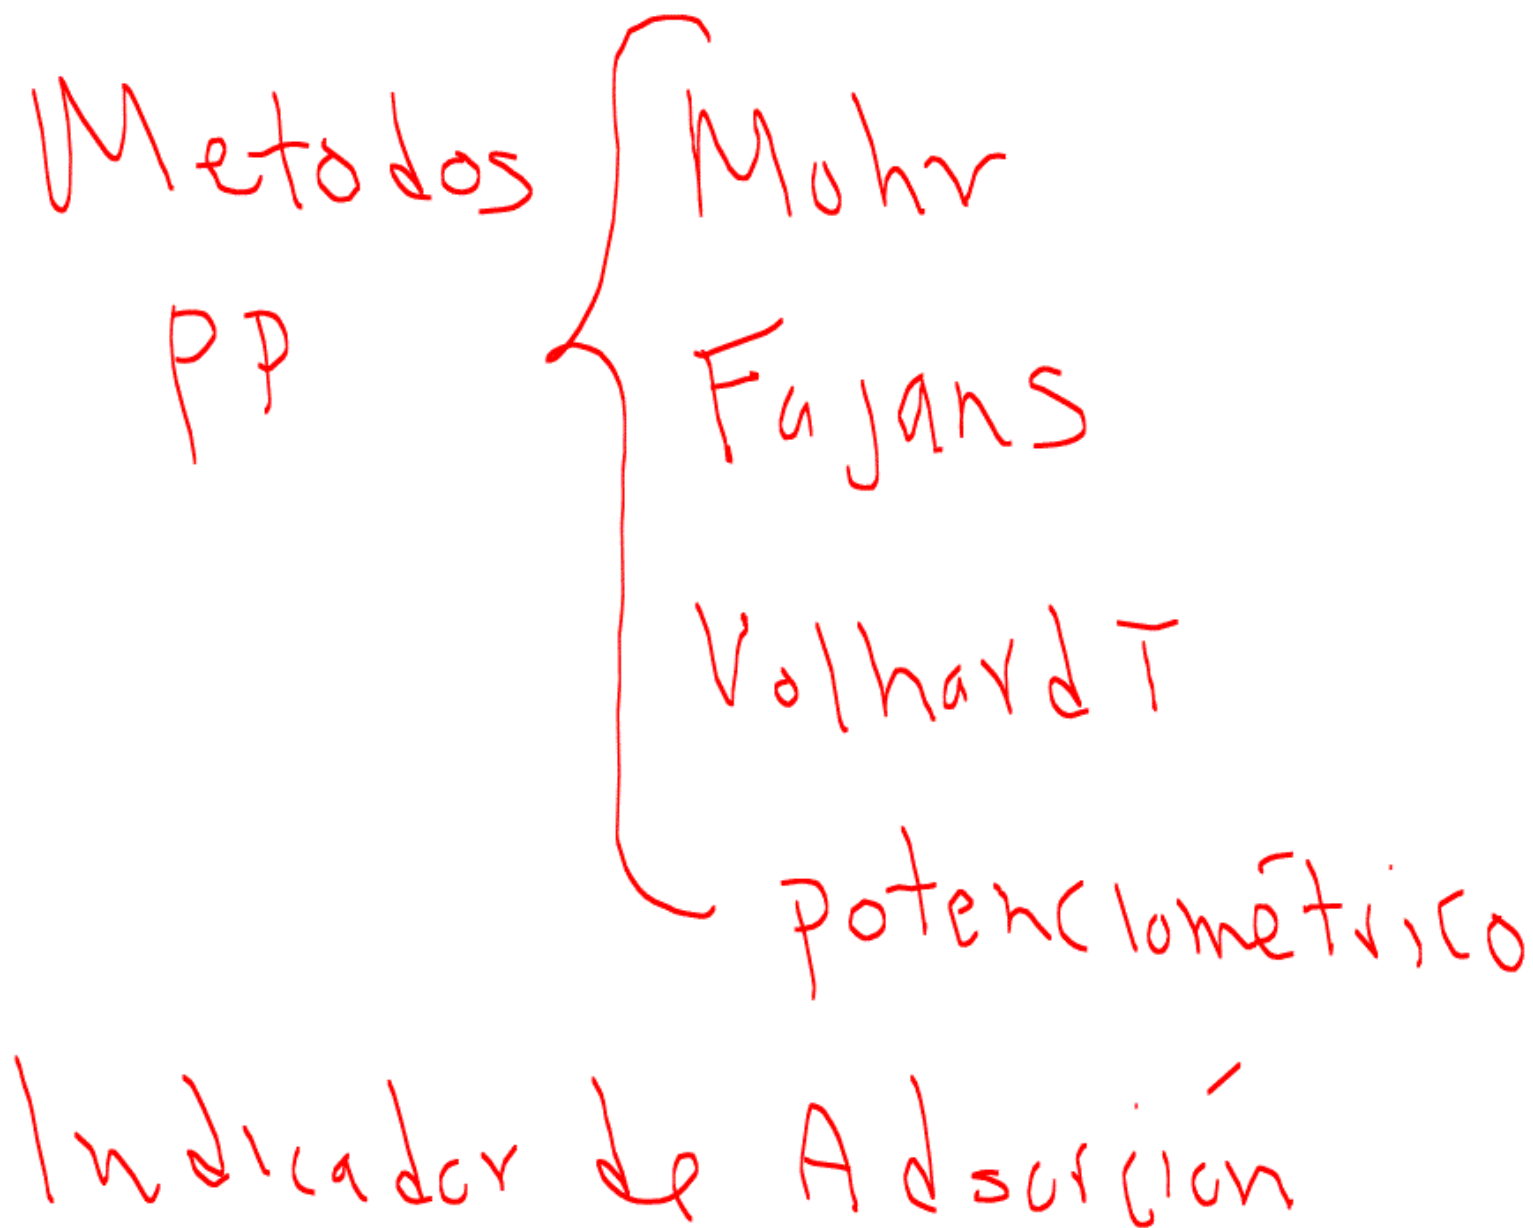 Metodos
PP
Mohr
Fajans
VolhardT
potenciométrico
Indicador de Adsorción